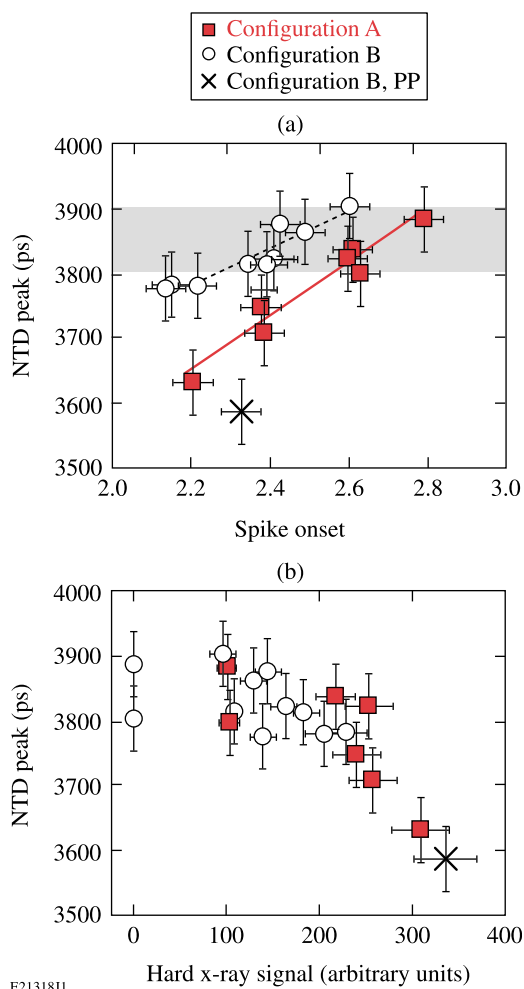 Configuration A
Configuration B
Configuration B, PP
(a)
4000
3900
3800
3700
3600
3500
NTD peak (ps)
2.0 2.2 2.4 2.6 2.8 3.0
Spike onset
(b)
4000
3900
3800
3700
3600
3500
NTD peak (ps)
0 100 200 300 400
Hard x-ray signal (arbitrary units)